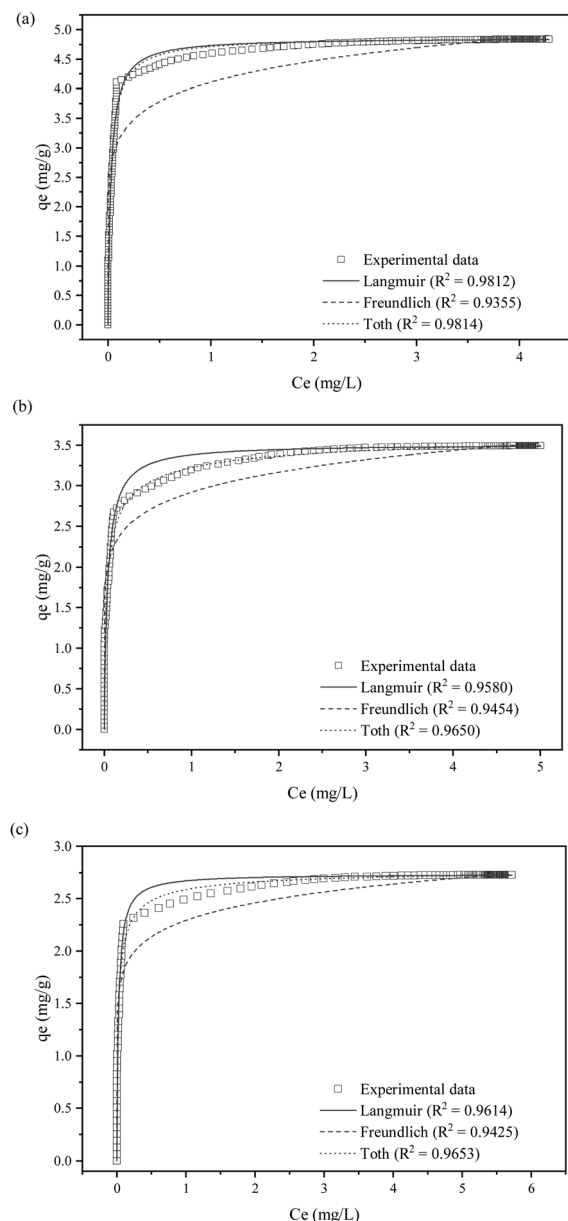 (a)
5.0
4.5
4.0
3.5
3.0
2.5
2.0
1.5
1.0
0.5
0.0
qe (mg/g)
Experimental data
Langmuir (R² = 0.9812)
Freundlich (R² = 0.9355)
Toth (R² = 0.9814)
0 1 2 3 4
Ce (mg/L)
(b)
3.5
3.0
2.5
2.0
1.5
1.0
0.5
0.0
qe (mg/g)
Experimental data
Langmuir (R² = 0.9580)
Freundlich (R² = 0.9454)
Toth (R² = 0.9650)
0 1 2 3 4 5
Ce (mg/L)
(c)
3.0
2.5
2.0
1.5
1.0
0.5
0.0
qe (mg/g)
Experimental data
Langmuir (R² = 0.9614)
Freundlich (R² = 0.9425)
Toth (R² = 0.9653)
0 1 2 3 4 5 6
Ce (mg/L)